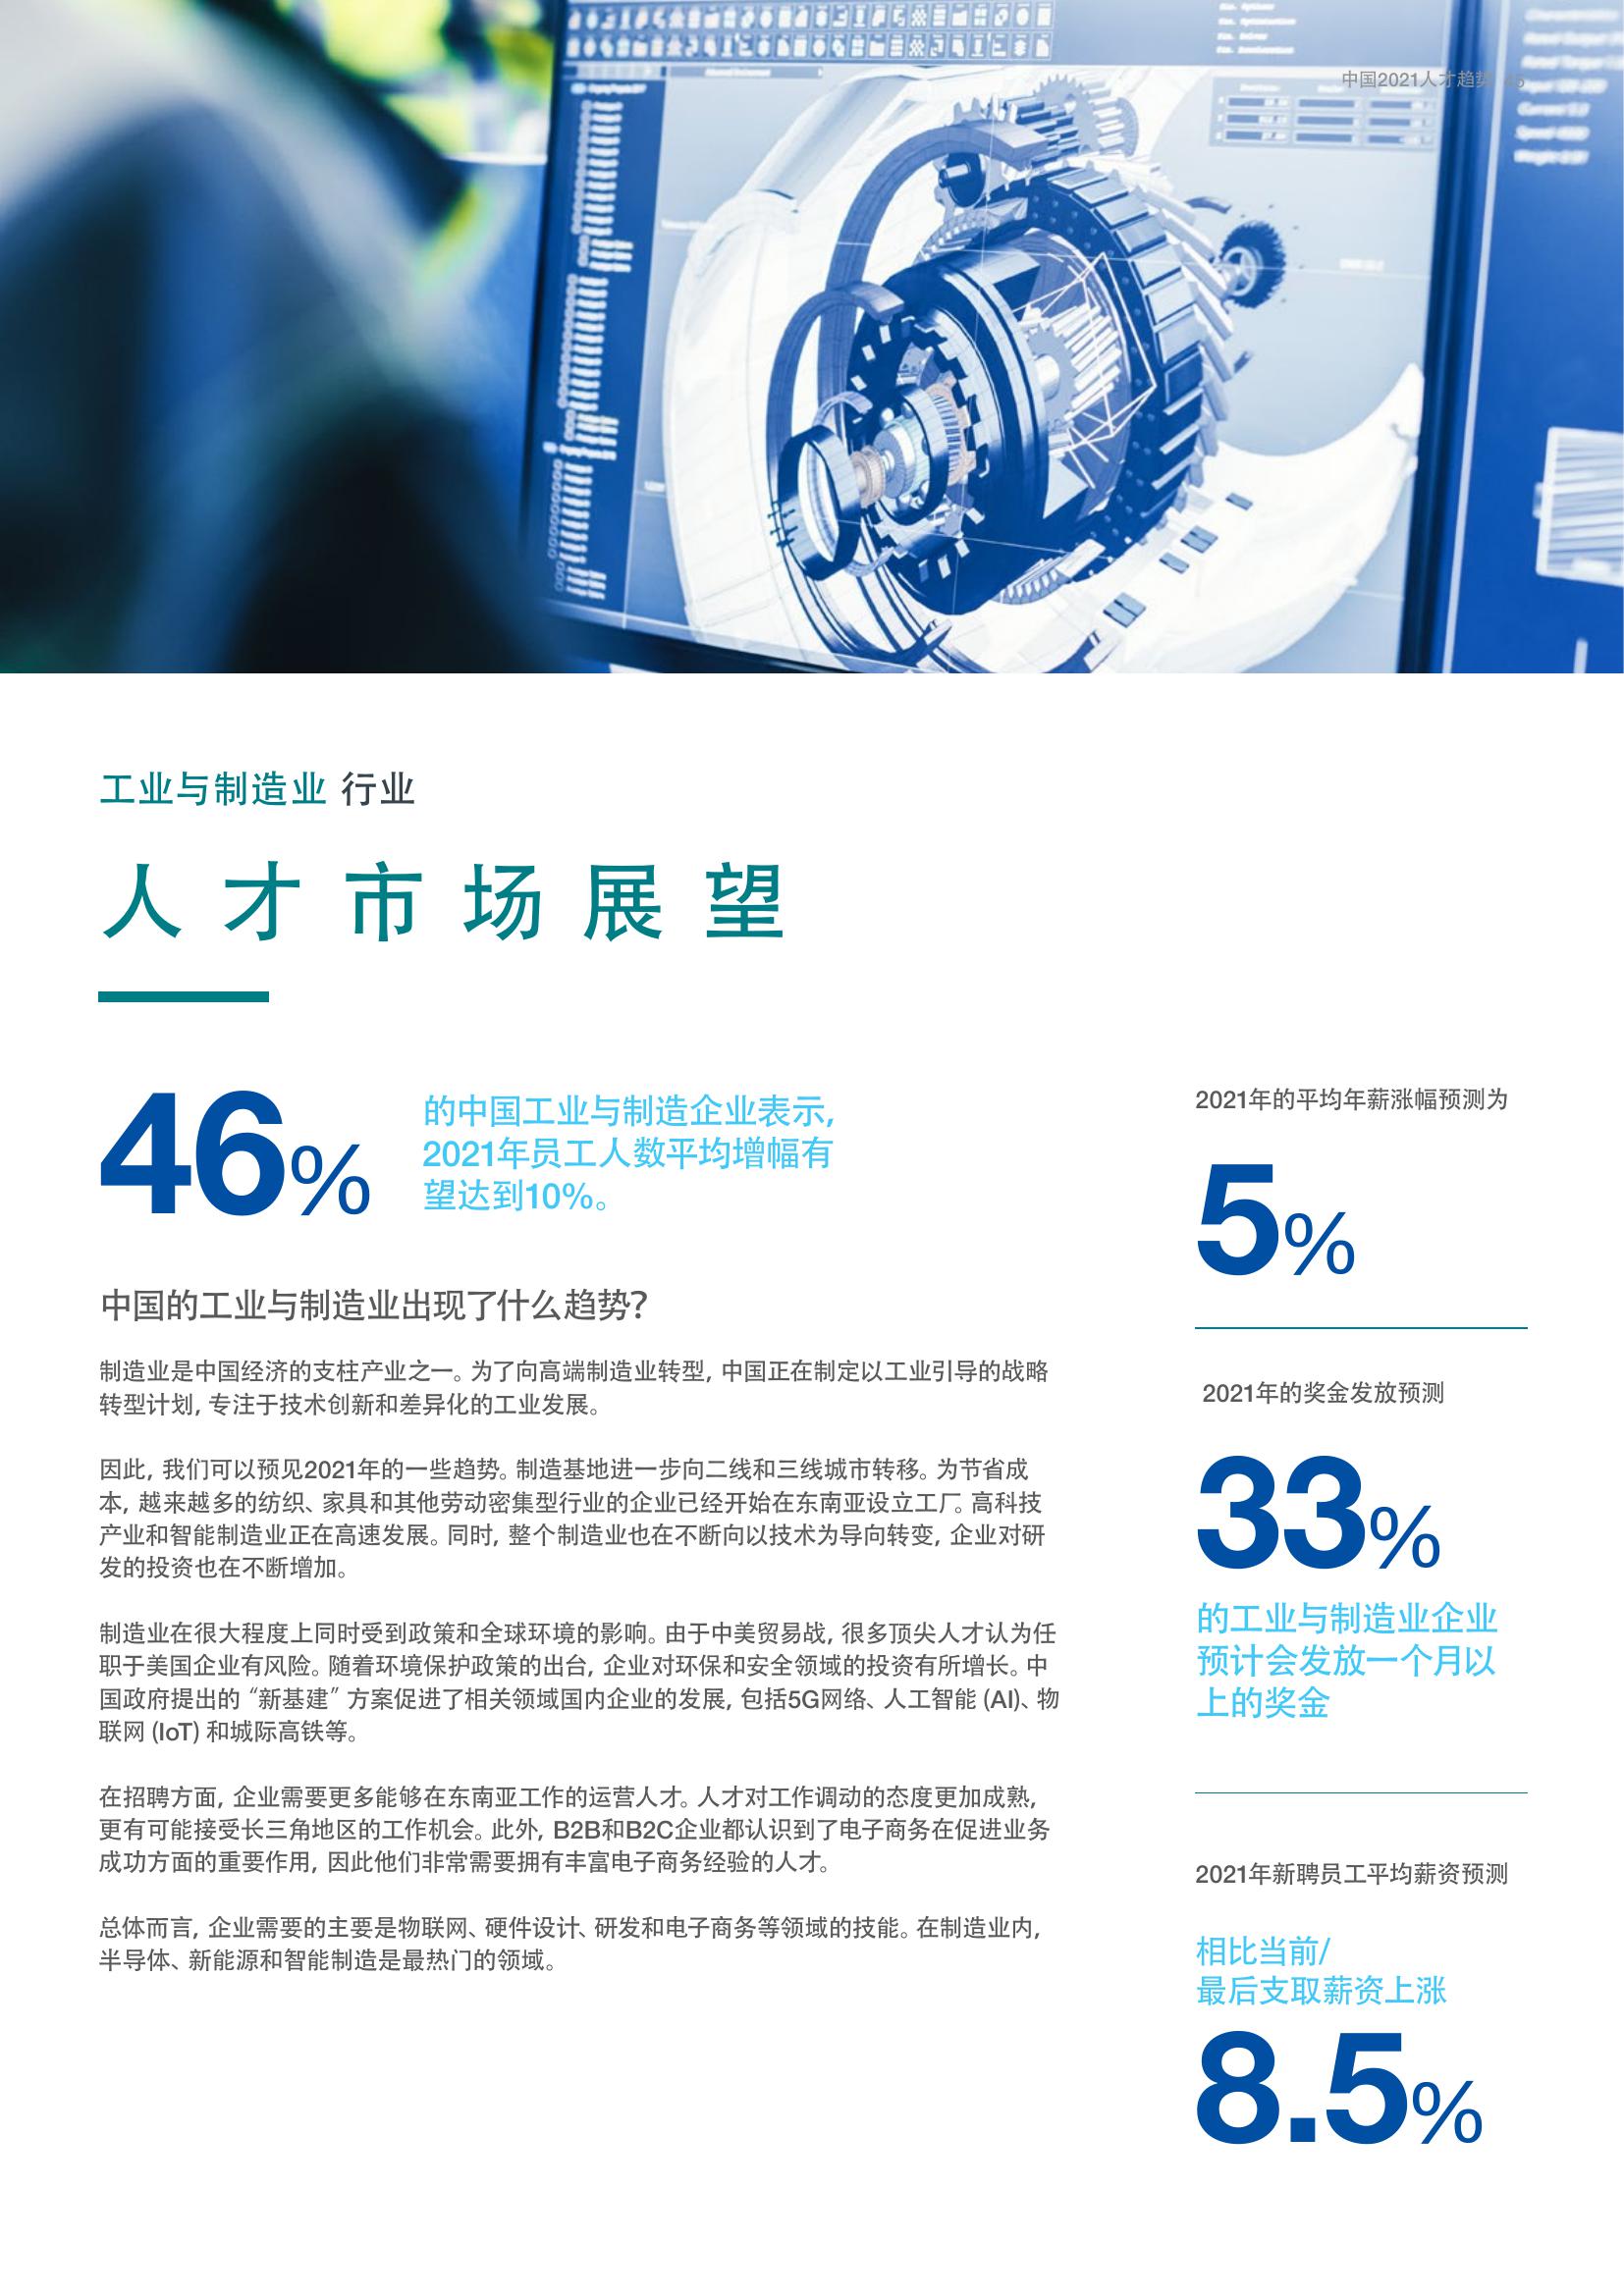 中国2021人才趋势
工业与制造业 行业
人才市场展望
46%
的中国工业与制造企业表示,
2021年员工人数平均增幅有
望达到10%。
中国的工业与制造业出现了什么趋势?
制造业是中国经济的支柱产业之一。为了向高端制造业转型, 中国正在制定以工业引导的战略
转型计划, 专注于技术创新和差异化的工业发展。
因此, 我们可以预见2021年的一些趋势。制造基地进一步向二线和三线城市转移。为节省成
本, 越来越多的纺织、家具和其他劳动密集型行业的企业已经开始在东南亚设立工厂。高科技
产业和智能制造业正在高速发展。同时, 整个制造业也在不断向以技术为导向转变, 企业对研
发的投资也在不断增加。
制造业在很大程度上同时受到政策和全球环境的影响。由于中美贸易战, 很多顶尖人才认为任
职于美国企业有风险。随着环境保护政策的出台, 企业对环保和安全领域的投资有所增长。中
国政府提出的 “新基建” 方案促进了相关领域国内企业的发展, 包括5G网络、人工智能 (AI)、物
联网 (IoT) 和城际高铁等。
在招聘方面, 企业需要更多能够在东南亚工作的运营人才。人才对工作调动的态度更加成熟,
更有可能接受长三角地区的工作机会。此外, B2B和B2C企业都认识到了电子商务在促进业务
成功方面的重要作用, 因此他们非常需要拥有丰富电子商务经验的人才。
总体而言, 企业需要的主要是物联网、硬件设计、研发和电子商务等领域的技能。在制造业内,
半导体、新能源和智能制造是最热门的领域。
2021年的平均年薪涨幅预测为
5%
2021年的奖金发放预测
33%
的工业与制造业企业
预计会发放一个月以
上的奖金
2021年新聘员工平均薪资预测
相比当前/
最后支取薪资上涨
8.5%